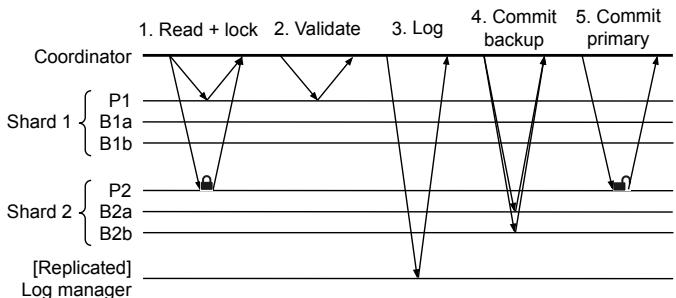 1. Read + lock
2. Validate
3. Log
4. Commit
backup
5. Commit
primary
Coordinator
Shard 1
P1
B1a
B1b
Shard 2
P2
B2a
B2b
[Replicated]
Log manager